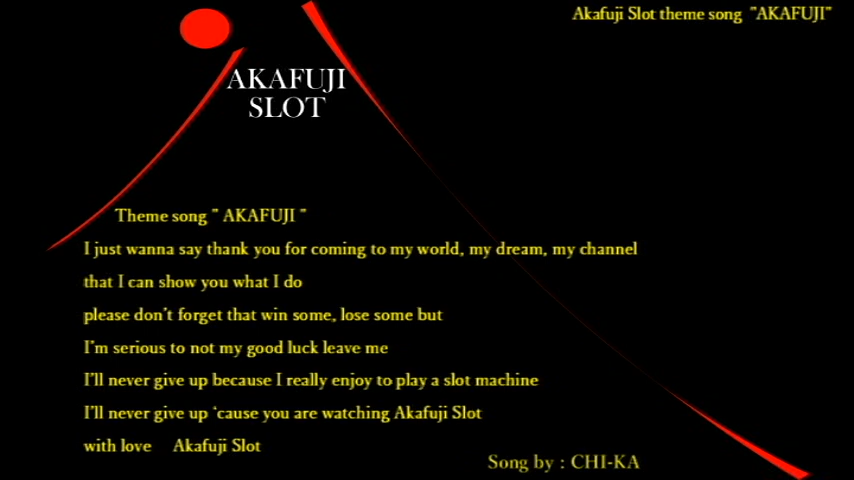 Akafuji Slot theme song "AKAFUJI"
AKAFUJI
SLOT
Theme song " AKAFUJI "
I just wanna say thank you for coming to my world, my dream, my channel
that I can show you what I do
please don't forget that win some, lose some but
I'm serious to not my good luck leave me
I'll never give up because I really enjoy to play a slot machine
I'll never give up ‘cause you are watching Akafuji Slot
with love Akafuji Slot
Song by : CHI-KA